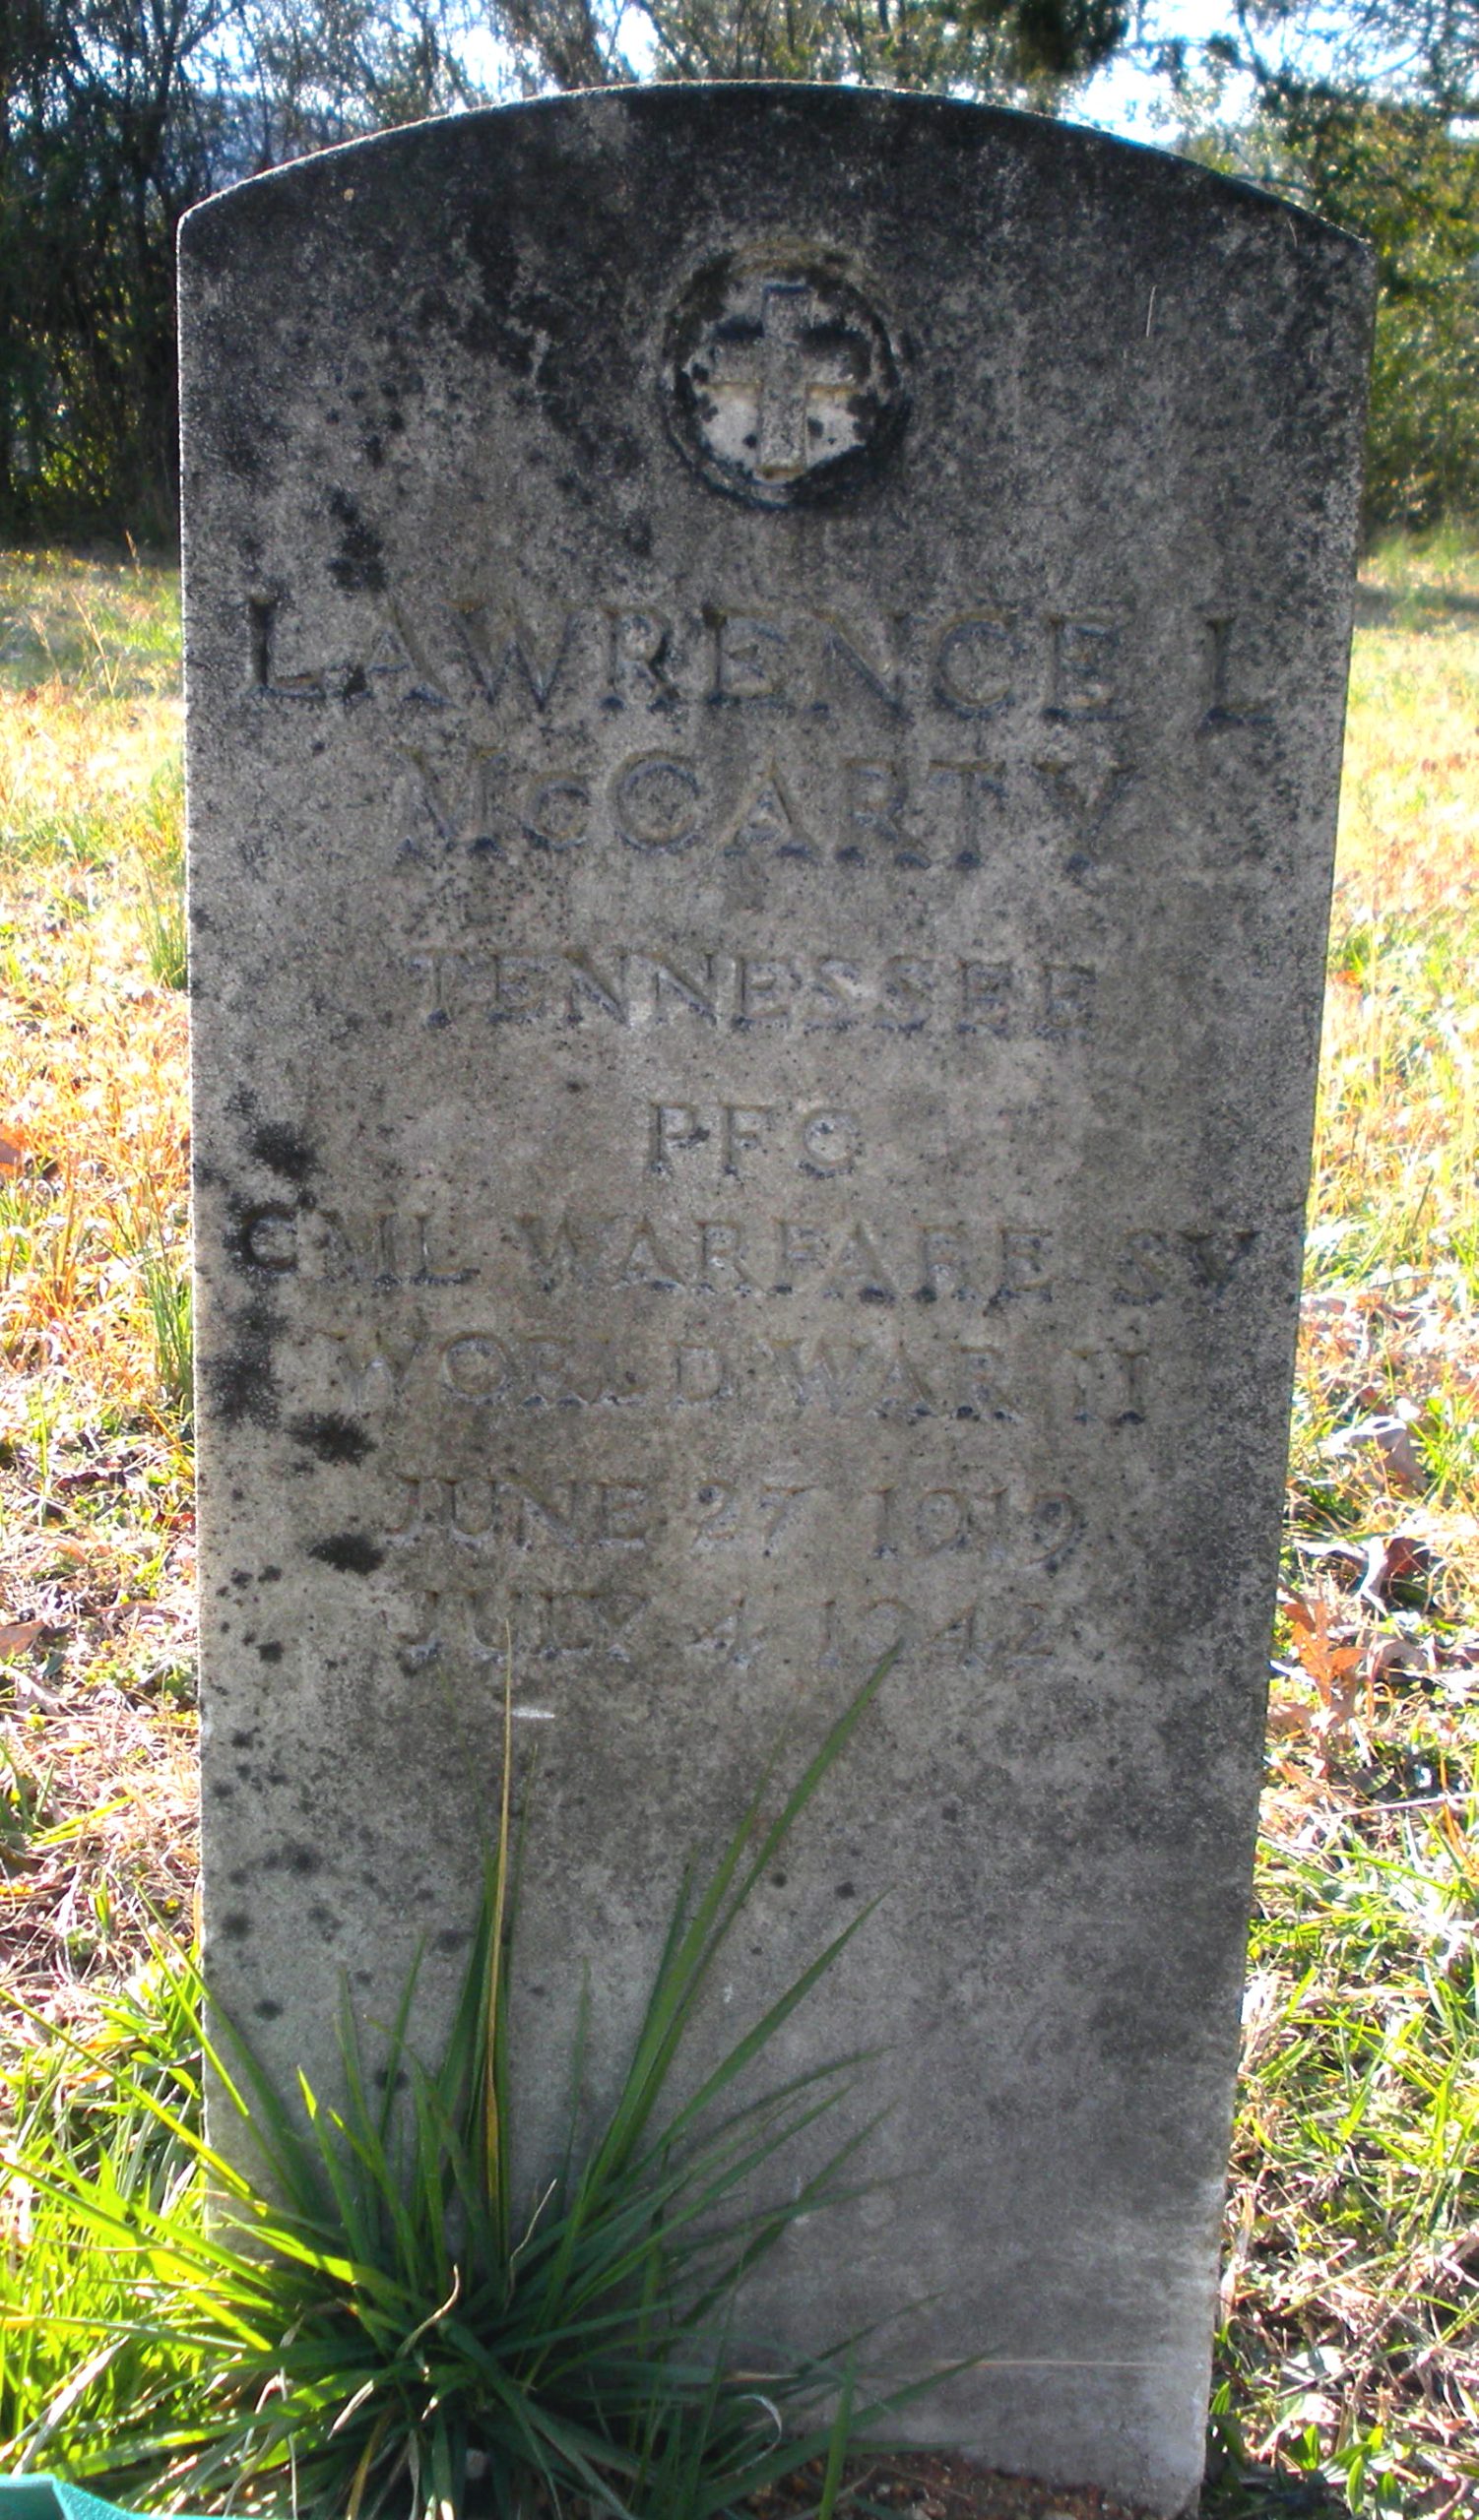 LAWRENCE L
McCARTY
TENNESSEE
PFC
CML WARFARE SV
WORLD WAR II
JUNE 27 1919
JULY 4 1942